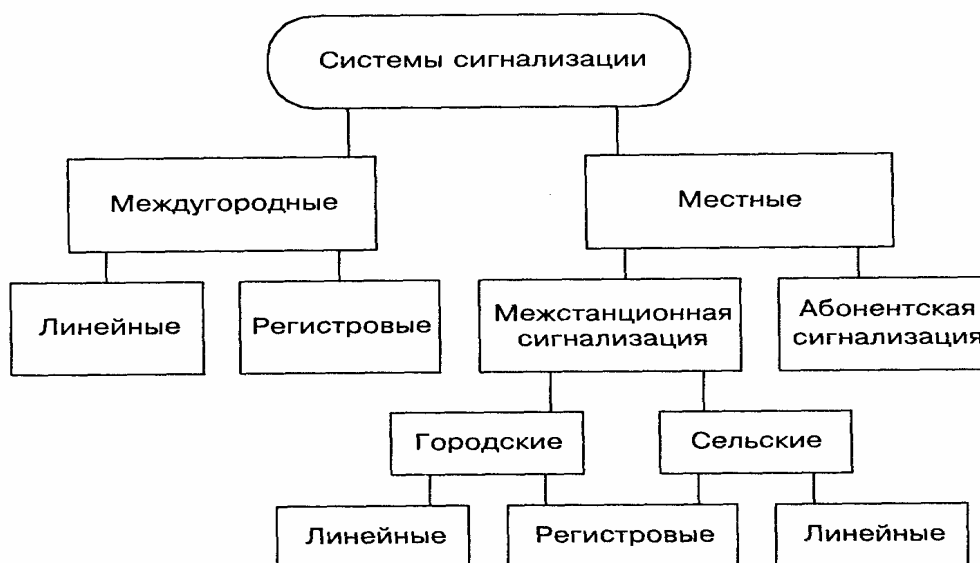 Системы сигнализации
Междугородные
Местные
Линейные
Регистровые
Межстанционная
сигнализация
Абонентская
сигнализация
Городские
Сельские
Линейные
Регистровые
Линейные